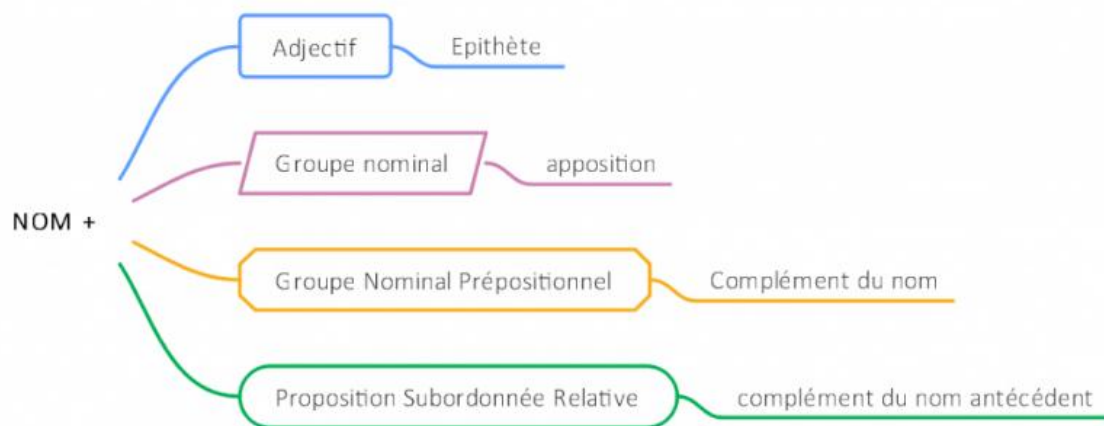 Adjectif
Epithète
Groupe nominal
apposition
NOM +
Groupe Nominal Prépositionnel
Complément du nom
Proposition Subordonnée Relative
complément du nom antécédent